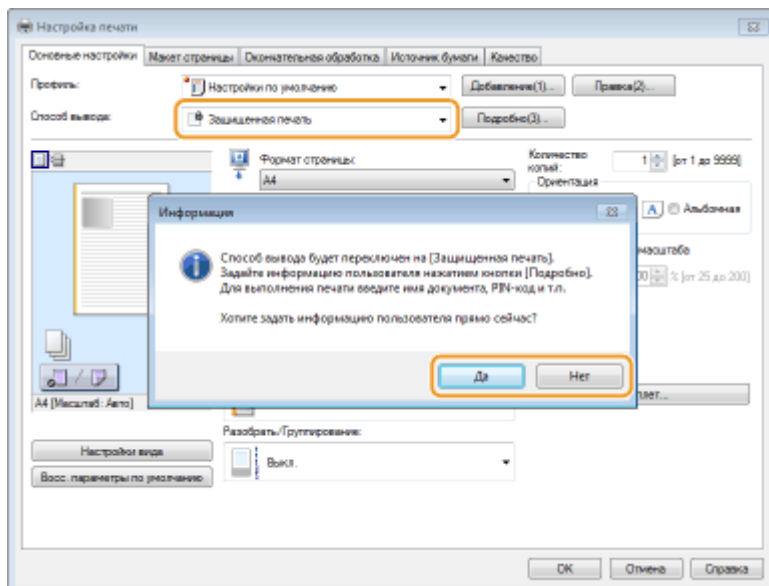 Настройка печати
Основные настройки Макет страницы Окончательная обработка Источник бумаги Качество
Профиль: Настройки по умолчанию Добавление(1)... Правка(2)...
Способ вывода: Защищенная печать Подробно(3)...
Формат страницы:
A4
Количество копий: 1 [от 1 до 9999]
Ориентация
A Альбомная
Информация
Способ вывода будет переключен на [Защищенная печать].
Задайте информацию пользователя нажатием кнопки [Подробно].
Для выполнения печати введите имя документа, PIN-код и т.п.
Хотите задать информацию пользователя прямо сейчас?
Да Нет
масштаба
00 % [от 25 до 200]
A4 [Масштаб: Авто]
Разобрать/Группирование:
Выкл.
Настройки вида
Восс. параметры по умолчанию
OK Отмена Справка